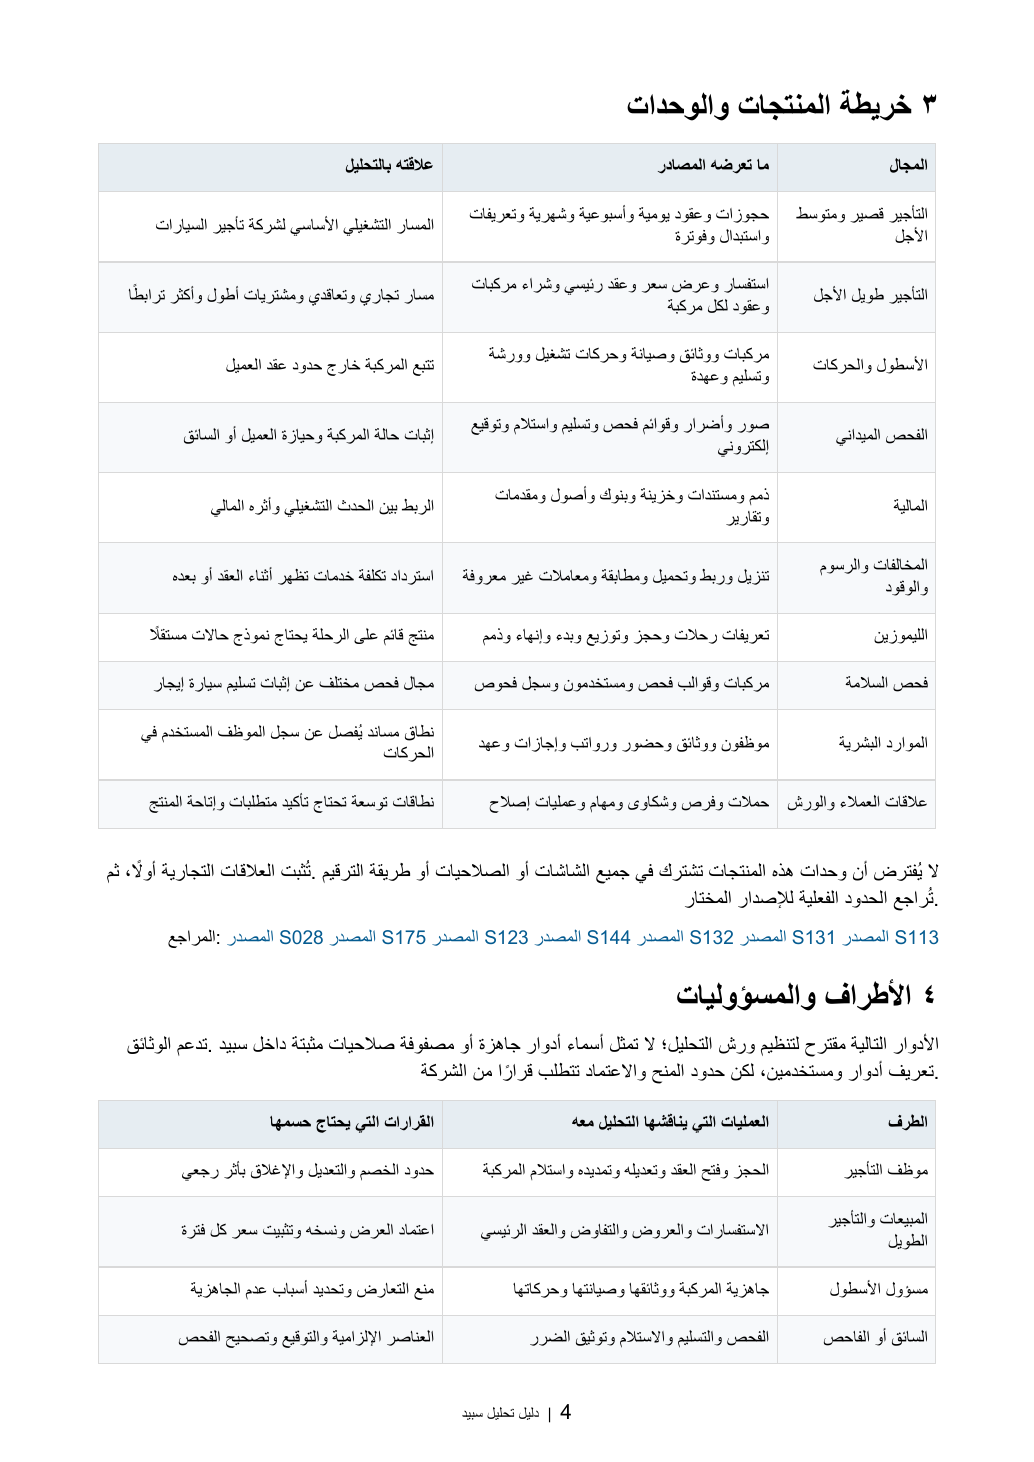 ٣ خريطة المنتجات والوحدات
المجال ما تعرضه المصادر علاقته بالتحليل
التأجير قصير ومتوسط الأجل حجوزات وعقود يومية وأسبوعية وشهرية وتعريفات واستبدال وفوترة المسار التشغيلي الأساسي لشركة تأجير السيارات
التأجير طويل الأجل استفسار وعرض سعر وعقد رئيسي وشراء مركبات وعقود لكل مركبة مسار تجاري وتعاقدي ومشتريات أطول وأكثر ترابطًا
الأسطول والحركات مركبات ووثائق وصيانة وحركات تشغيل وورشة وتسليم وعهدة تتبع المركبة خارج حدود عقد العميل
الفحص الميداني صور وأضرار وقوائم فحص وتسليم واستلام وتوقيع إلكتروني إثبات حالة المركبة وحيازة العميل أو السائق
المالية ذمم ومستندات وخزينة وبنوك وأصول ومقدمات وتقارير الربط بين الحدث التشغيلي وأثره المالي
المخالفات والرسوم والوقود تنزيل وربط وتحميل ومطابقة ومعاملات غير معروفة استرداد تكلفة خدمات تظهر أثناء العقد أو بعده
الليموزين تعريفات رحلات وحجز وتوزيع وبدء وإنهاء وذمم منتج قائم على الرحلة يحتاج نموذج حالات مستقلًا
فحص السلامة مركبات وقوالب فحص ومستخدمون وسجل فحوص مجال فحص مختلف عن إثبات تسليم سيارة إيجار
الموارد البشرية موظفون ووثائق وحضور ورواتب وإجازات وعهد نطاق مساند يُفصل عن سجل الموظف المستخدم في الحركات
علاقات العملاء والورش حملات وفرص وشكاوى ومهام وعمليات إصلاح نطاقات توسعة تحتاج تأكيد متطلبات وإتاحة المنتج
لا يُفترض أن وحدات هذه المنتجات تشترك في جميع الشاشات أو الصلاحيات أو طريقة الترقيم .تُثبت العلاقات التجارية أولًا، ثم
.تُراجع الحدود الفعلية للإصدار المختار
المراجع: المصدر S028 المصدر S175 المصدر S123 المصدر S144 المصدر S132 المصدر S131 المصدر S113
٤ الأطراف والمسؤوليات
الأدوار التالية مقترح لتنظيم ورش التحليل؛ لا تمثل أسماء أدوار جاهزة أو مصفوفة صلاحيات مثبتة داخل سبيد .تدعم الوثائق
.تعريف أدوار ومستخدمين، لكن حدود المنح والاعتماد تتطلب قرارًا من الشركة
الطرف العمليات التي يناقشها التحليل معه القرارات التي يحتاج حسمها
موظف التأجير الحجز وفتح العقد وتعديله وتمديده واستلام المركبة حدود الخصم والتعديل والإغلاق بأثر رجعي
المبيعات والتأجير الطويل الاستفسارات والعروض والتفاوض والعقد الرئيسي اعتماد العرض ونسخه وتثبيت سعر كل فترة
مسؤول الأسطول جاهزية المركبة ووثائقها وصيانتها وحركاتها منع التعارض وتحديد أسباب عدم الجاهزية
السائق أو الفاحص الفحص والتسليم والاستلام وتوثيق الضرر العناصر الإلزامية والتوقيع وتصحيح الفحص
دليل تحليل سبيد | 4